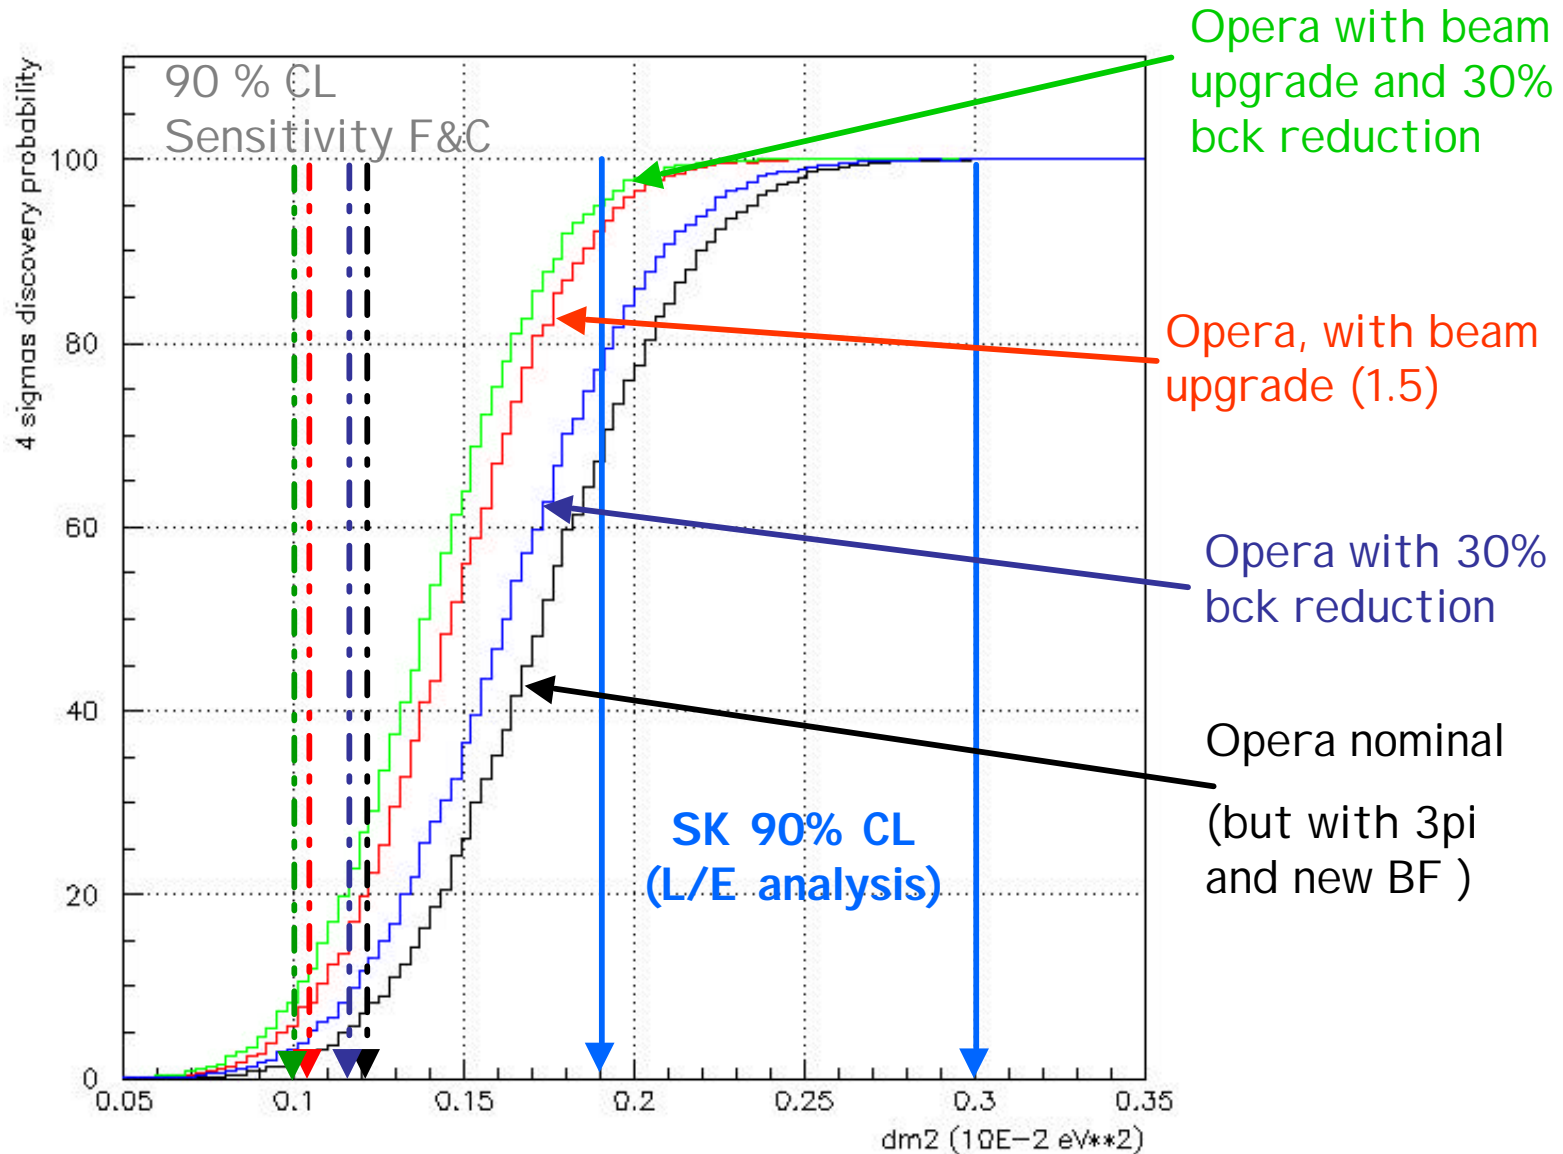 Opera with beam
upgrade and 30%
bck reduction
90 % CL
Sensitivity F&C
4 sigmas discovery probability
100
80
60
40
20
0
Opera, with beam
upgrade (1.5)
Opera with 30%
bck reduction
Opera nominal
(but with 3pi
and new BF )
SK 90% CL
(L/E analysis)
0.05
0.1
0.15
0.2
0.25
0.3
0.35
dm2 (10E-2 eV**2)